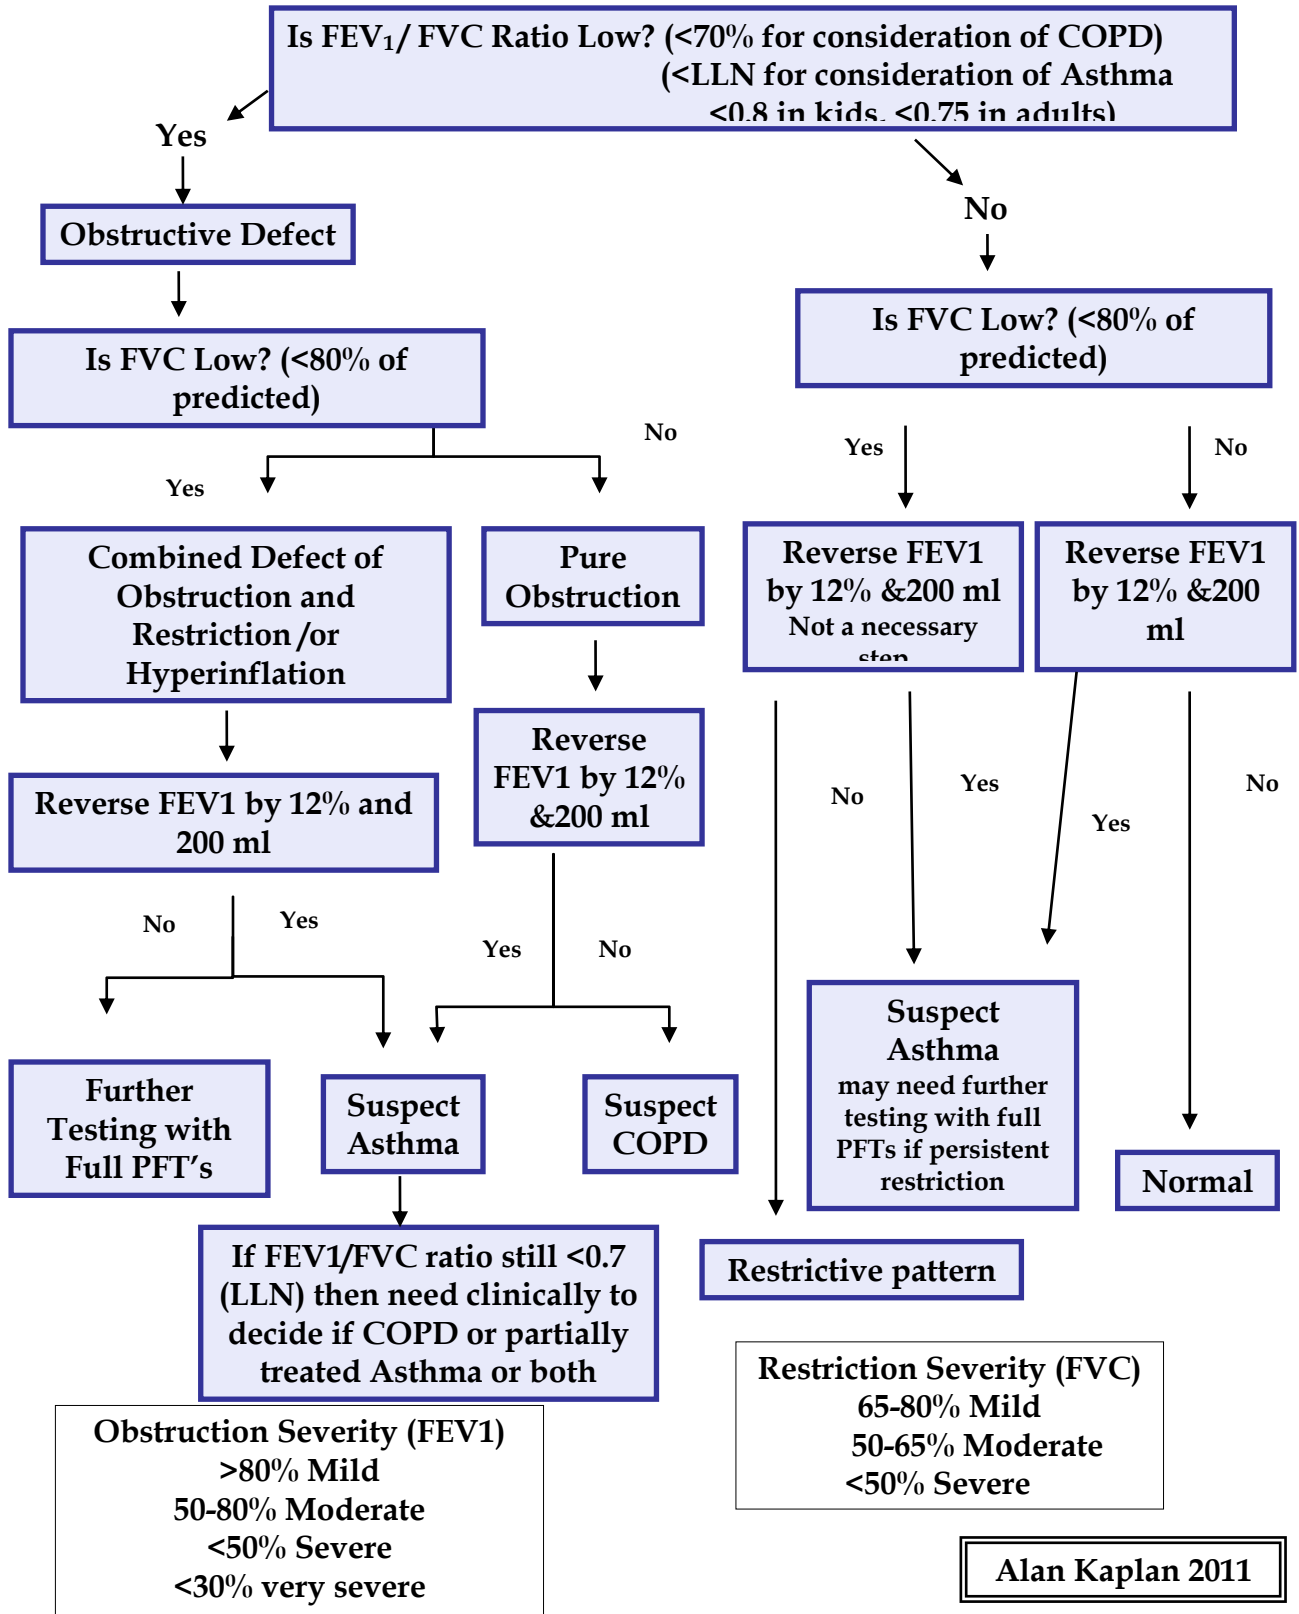 Is FEV₁/ FVC Ratio Low? (<70% for consideration of COPD)
(<LLN for consideration of Asthma
<0.8 in kids, <0.75 in adults)
Yes
No
Obstructive Defect
Is FVC Low? (<80% of
predicted)
Is FVC Low? (<80% of
predicted)
No
Yes
Yes
No
Combined Defect of
Obstruction and
Restriction /or
Hyperinflation
Pure
Obstruction
Reverse FEV1
by 12% &200 ml
Not a necessary
step
Reverse FEV1
by 12% &200
ml
Reverse FEV1 by 12% and
200 ml
Reverse
FEV1 by 12%
&200 ml
No
Yes
Yes
No
No
Yes
Yes
No
Further
Testing with
Full PFT’s
Suspect
Asthma
Suspect
COPD
Suspect
Asthma
may need further
testing with full
PFTs if persistent
restriction
Normal
If FEV1/FVC ratio still <0.7
(LLN) then need clinically to
decide if COPD or partially
treated Asthma or both
Restrictive pattern
Obstruction Severity (FEV1)
>80% Mild
50-80% Moderate
<50% Severe
<30% very severe
Restriction Severity (FVC)
65-80% Mild
50-65% Moderate
<50% Severe
Alan Kaplan 2011